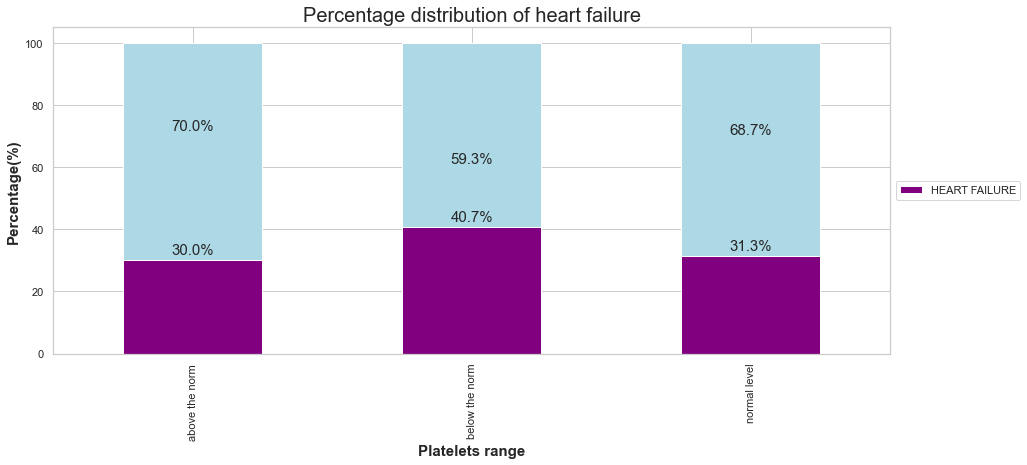 Percentage distribution of heart failure
Percentage(%)
100
80
60
40
20
0
70.0%
59.3%
68.7%
30.0%
40.7%
31.3%
HEART FAILURE
above the norm
below the norm
normal level
Platelets range